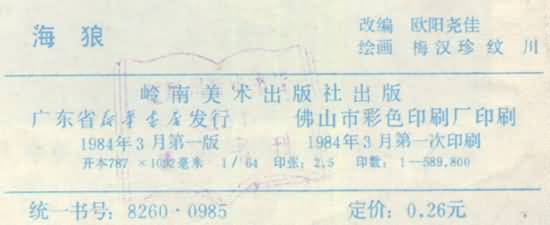 海狼
改编 欧阳尧佳
绘画 梅汉珍 纹川
岭南美术出版社出版
广东省新华书店发行 佛山市彩色印刷厂印刷
1984年3月第一版 1984年3月第一次印刷
开本787×1092毫米 1/64 印张:2.5 印数:1—589,800
统一书号:8260·0985 定价:0.26元